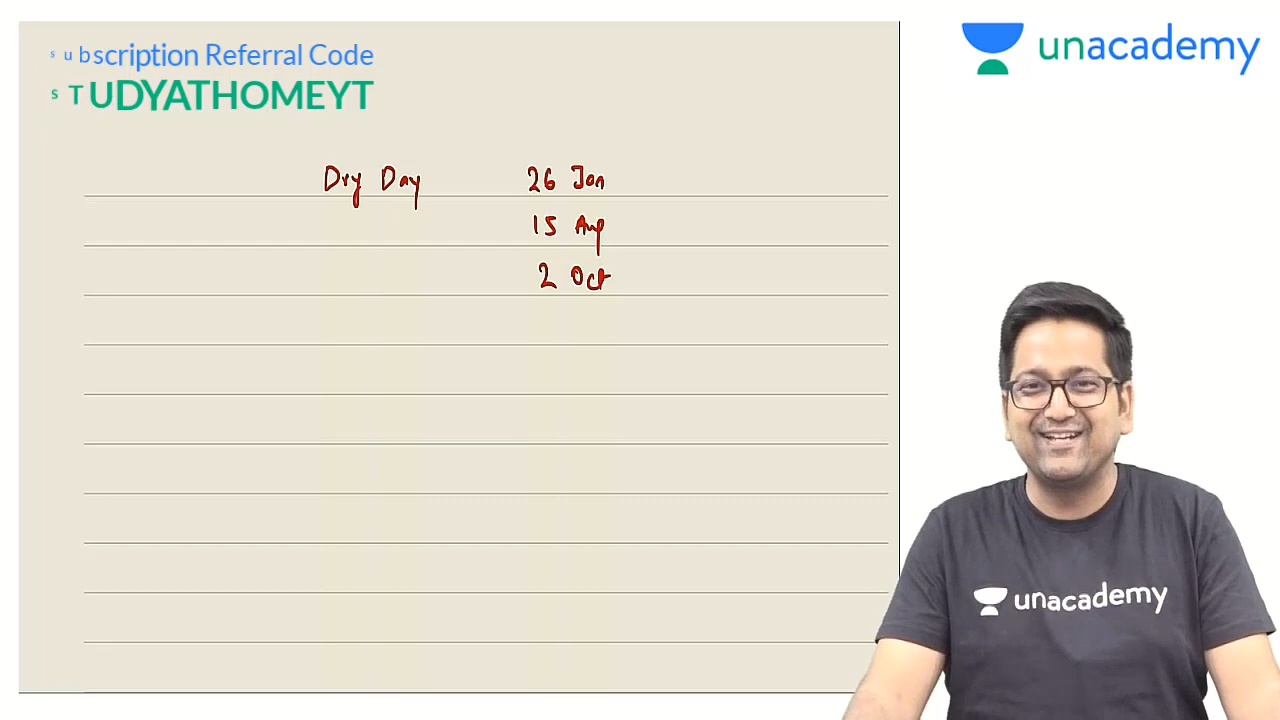 Subscription Referral Code
STUDYATHOMEYT
unacademy
Dry Day 26 Jan
15 Aug
2 Oct
unacademy